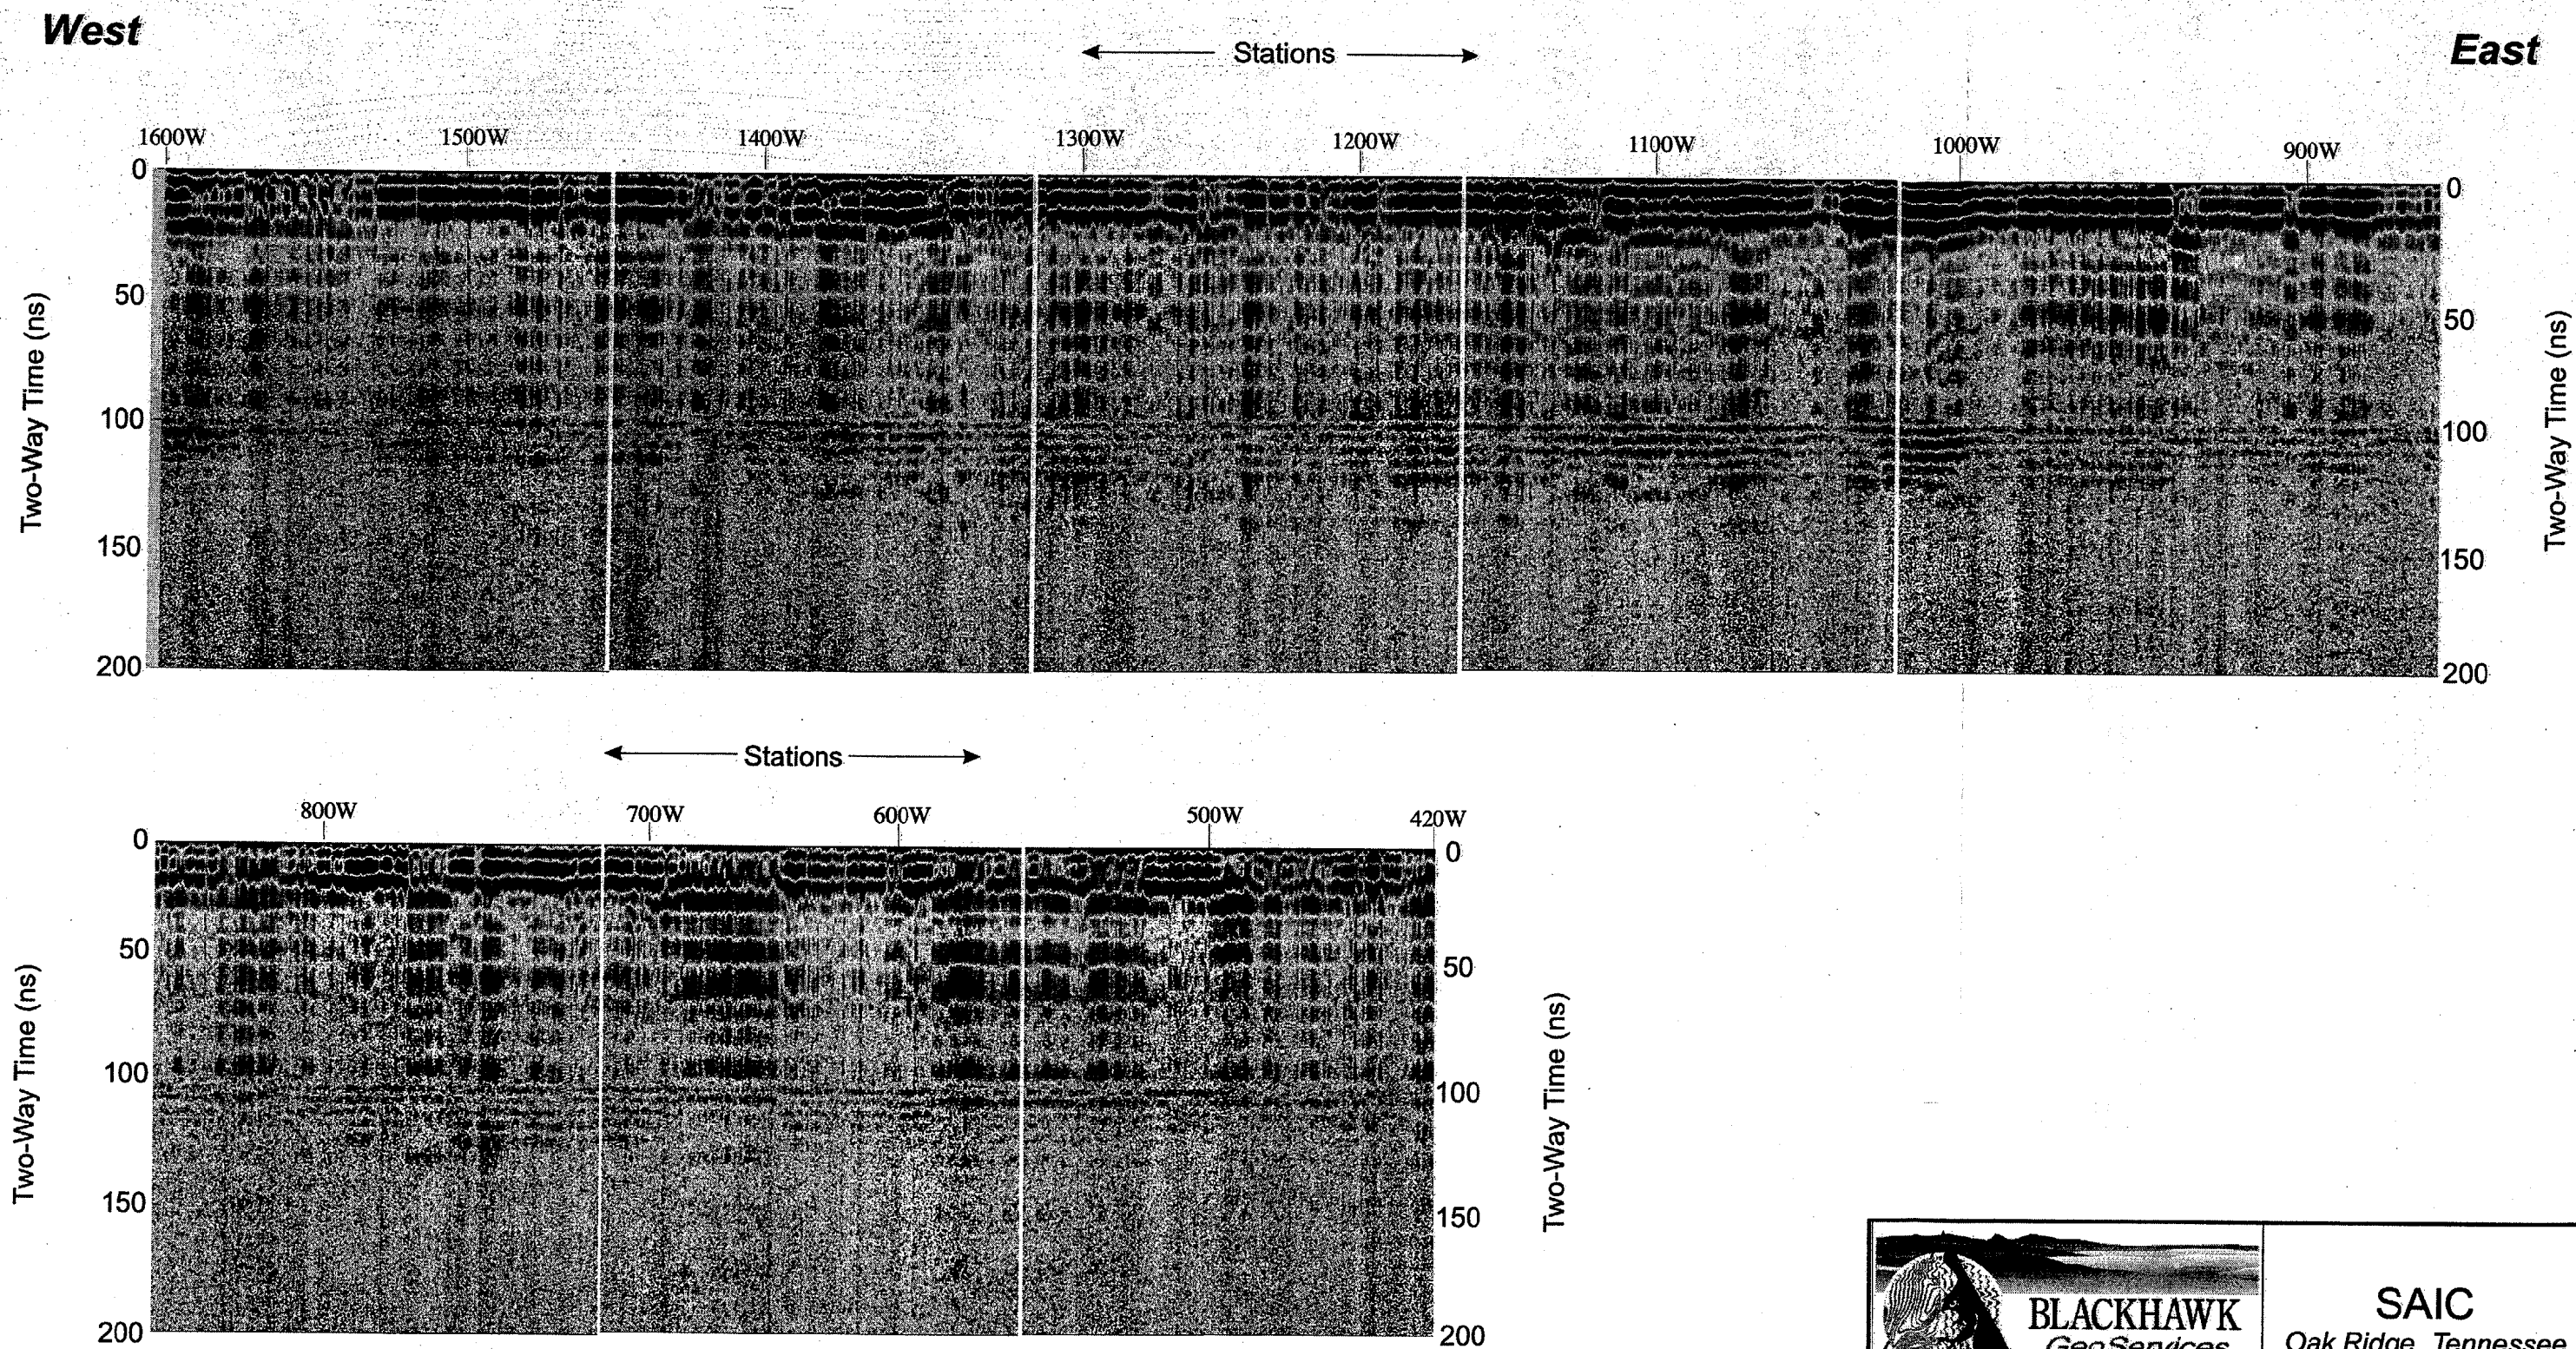 West
East
Stations
1600W 1500W 1400W 1300W 1200W 1100W 1000W 900W
0 0
50 50
100 100
150 150
200 200
Two-Way Time (ns)
Two-Way Time (ns)
Stations
800W 700W 600W 500W 420W
0 0
50 50
100 100
150 150
200 200
Two-Way Time (ns)
Two-Way Time (ns)
BLACKHAWK
GeoServices
SAIC
Oak Ridge, Tennessee